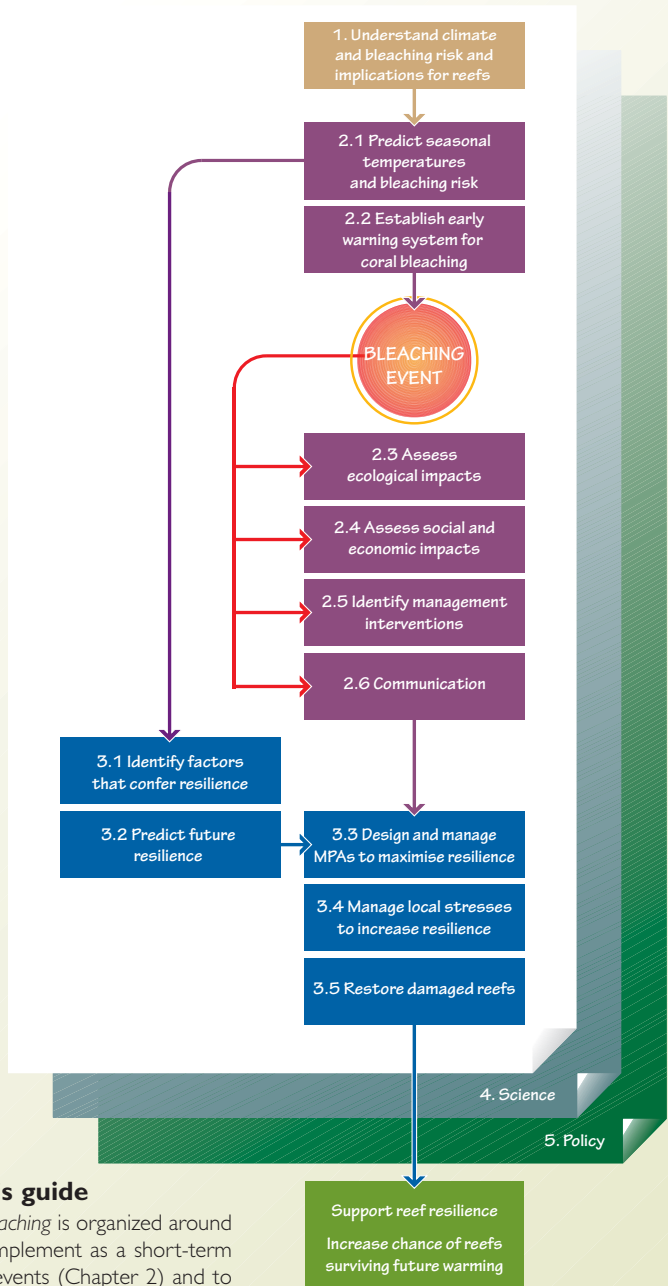 1. Understand climate
and bleaching risk and
implications for reefs
2.1 Predict seasonal
temperatures
and bleaching risk
2.2 Establish early
warning system for
coral bleaching
BLEACHING
EVENT
2.3 Assess
ecological impacts
2.4 Assess social and
economic impacts
2.5 Identify management
interventions
2.6 Communication
3.1 Identify factors
that confer resilience
3.2 Predict future
resilience
3.3 Design and manage
MPAs to maximise resilience
3.4 Manage local stresses
to increase resilience
3.5 Restore damaged reefs
4. Science
5. Policy
s guide
eaching is organized around
mplement as a short-term
events (Chapter 2) and to
Support reef resilience
Increase chance of reefs
surviving future warming